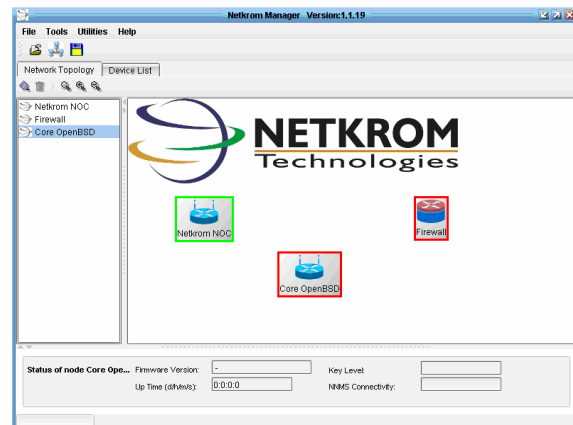 Netkrom Manager Version:1.1.19
File Tools Utilities Help
Network Topology Device List
Netkrom NOC
Firewall
Core OpenBSD
NETKROM
Technologies
Netkrom NOC
Firewall
Core OpenBSD
Status of node Core Ope... Firmware Version: - Key Level:
Up Time (d/h/m/s): 0:0:0:0 NNMS Connectivity: